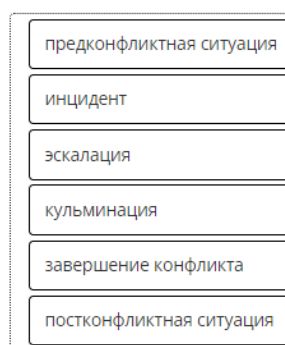 предконфликтная ситуация
инцидент
эскалация
кульминация
завершение конфликта
постконфликтная ситуация